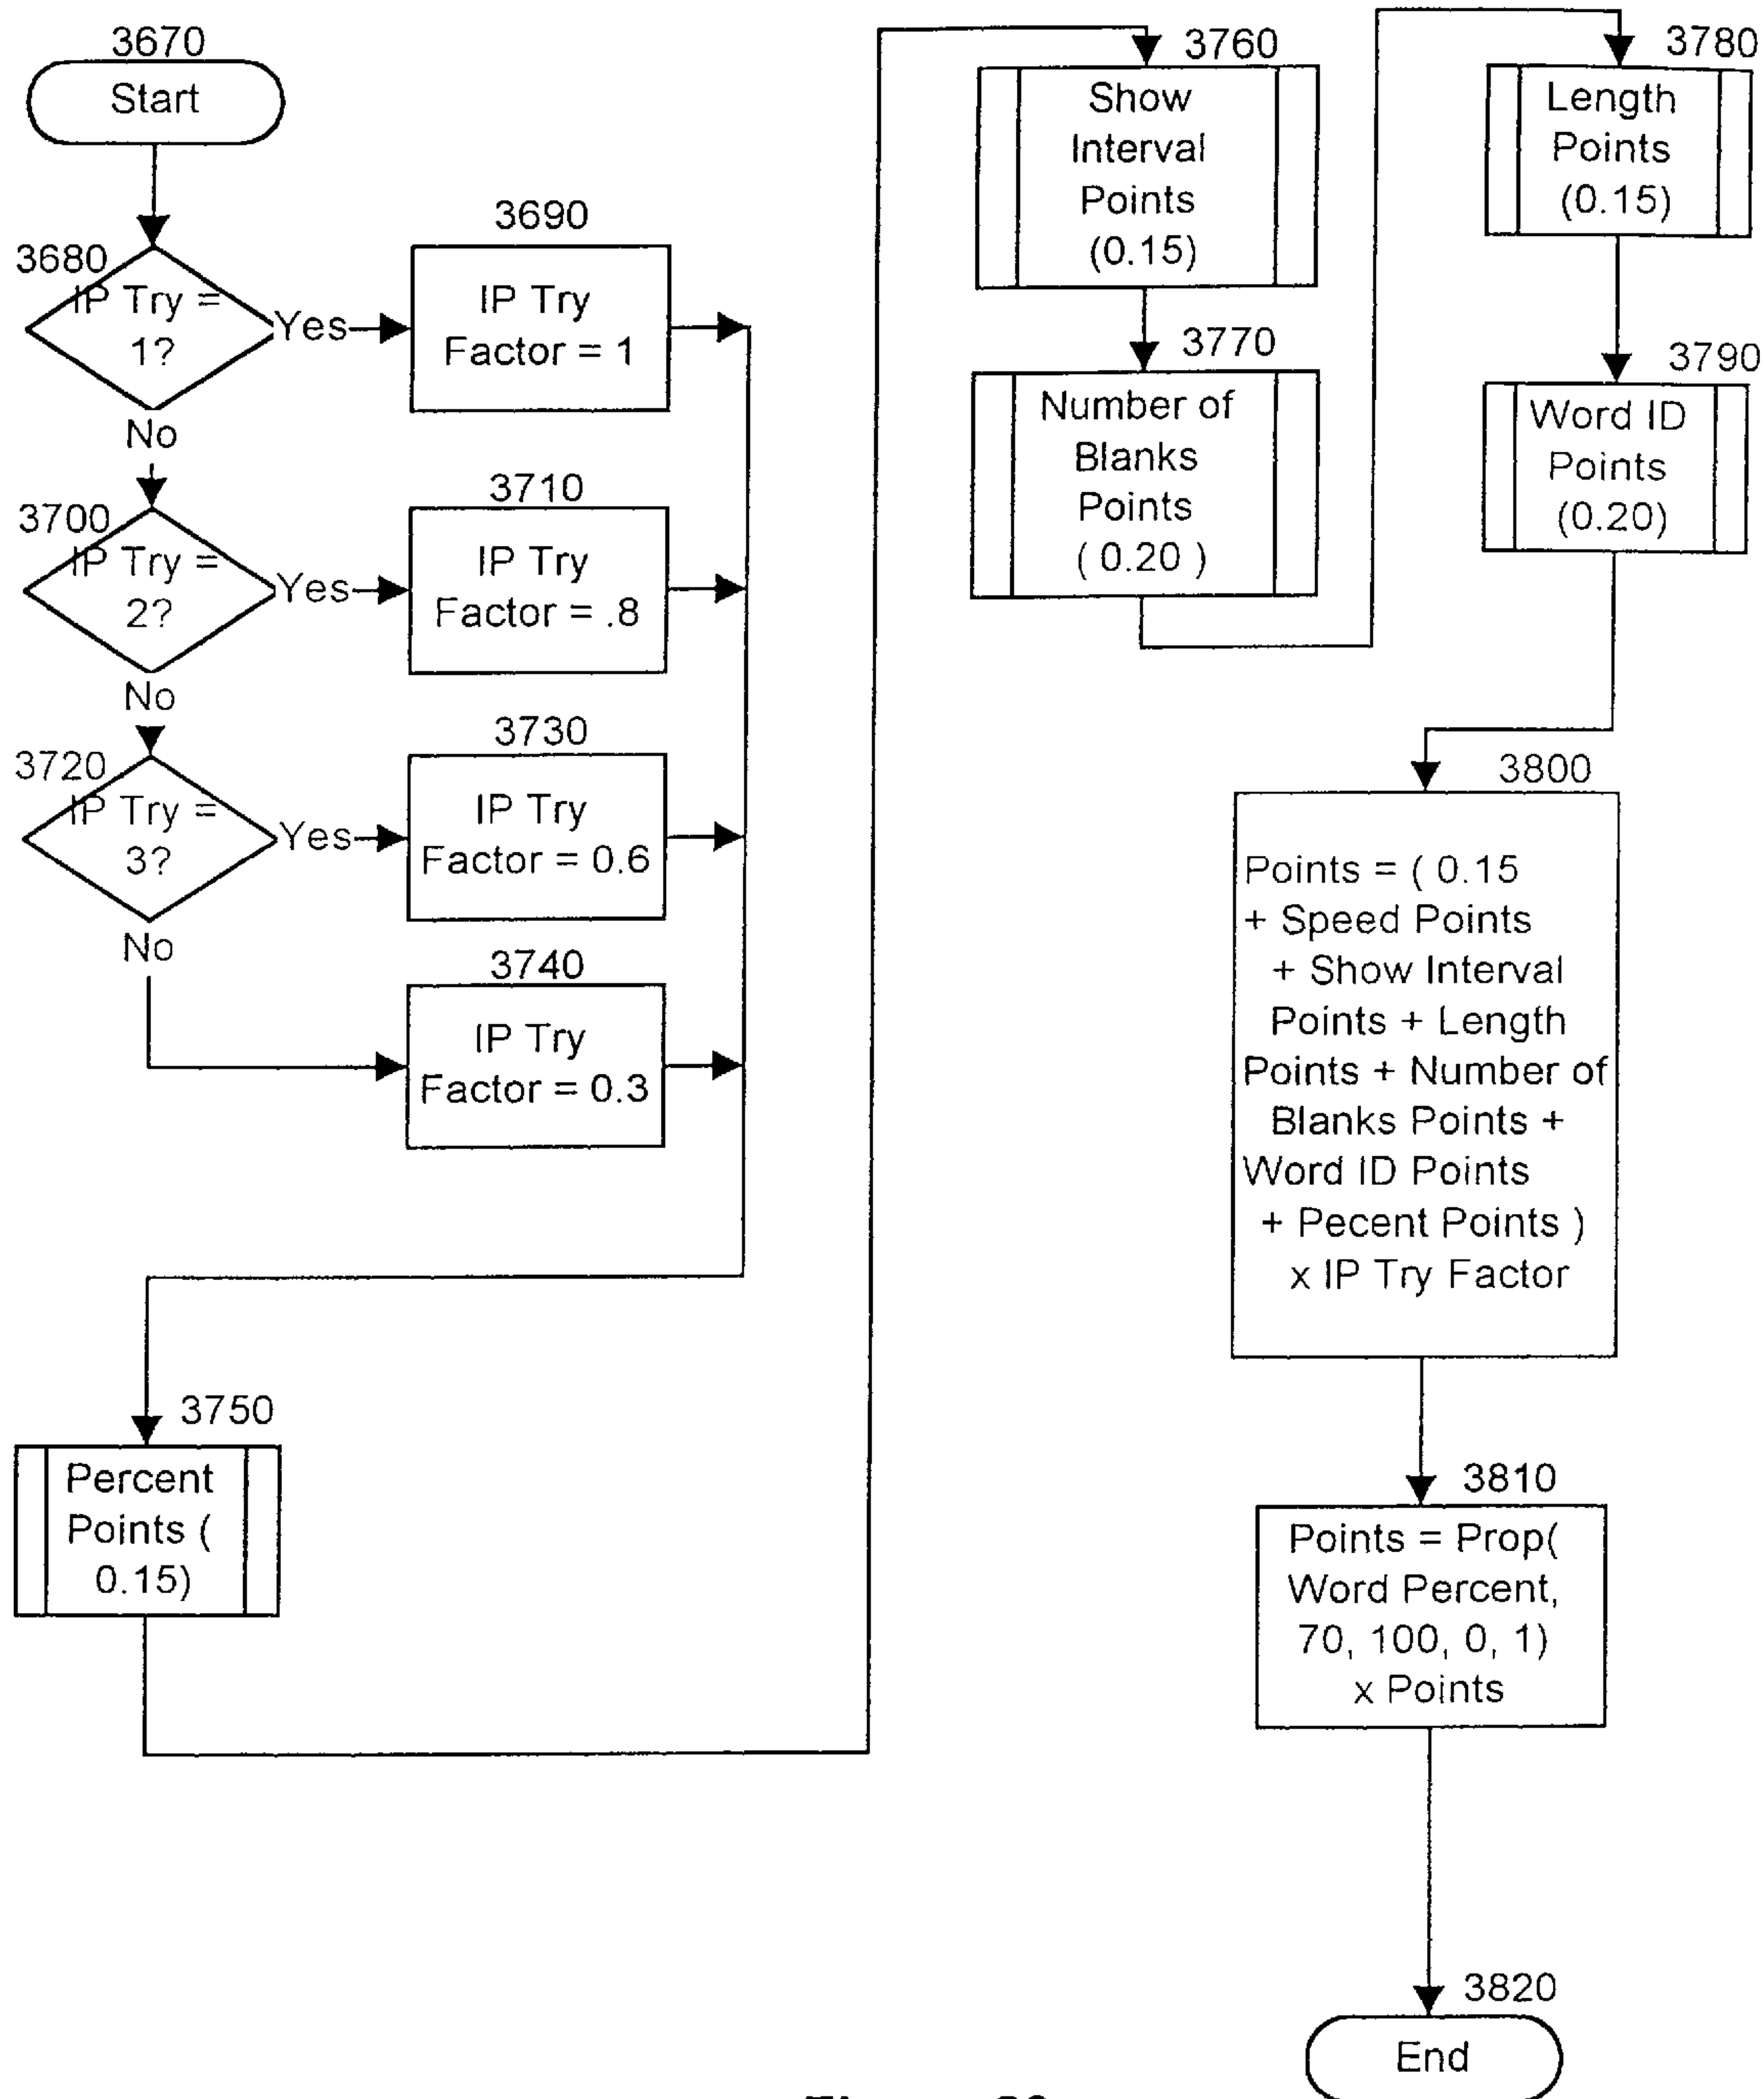 3670
Start
3680
IP Try =
1?
Yes
3690
IP Try
Factor = 1
No
3700
IP Try =
2?
Yes
3710
IP Try
Factor = .8
No
3720
IP Try =
3?
Yes
3730
IP Try
Factor = 0.6
No
3740
IP Try
Factor = 0.3
3750
Percent
Points (
0.15)
3760
Show
Interval
Points
(0.15)
3770
Number of
Blanks
Points
( 0.20 )
3780
Length
Points
(0.15)
3790
Word ID
Points
(0.20)
3800
Points = ( 0.15
+ Speed Points
+ Show Interval
Points + Length
Points + Number of
Blanks Points +
Word ID Points
+ Pecent Points )
x IP Try Factor
3810
Points = Prop(
Word Percent,
70, 100, 0, 1)
x Points
3820
End